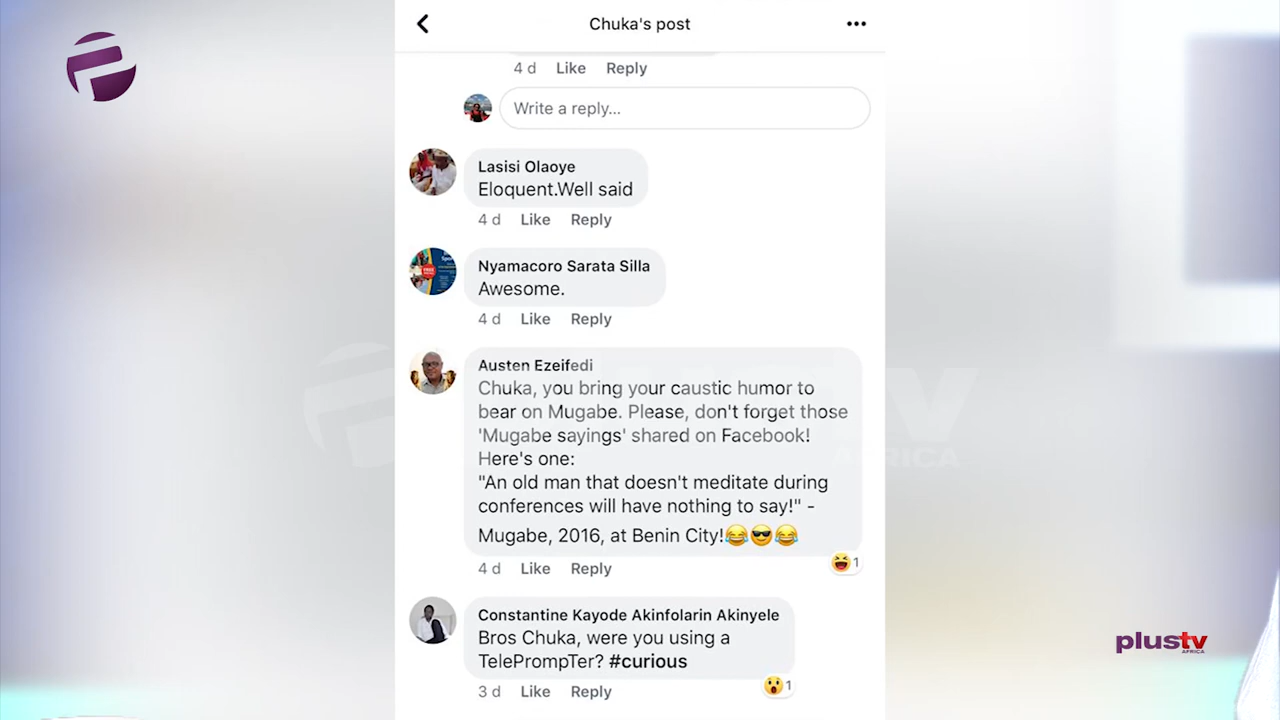 Chuka's post
4 d Like Reply
Write a reply...
Lasisi Olaoye
Eloquent.Well said
4 d Like Reply
Nyamacoro Sarata Silla
Awesome.
4 d Like Reply
Austen Ezeifedi
Chuka, you bring your caustic humor to
bear on Mugabe. Please, don't forget those
'Mugabe sayings' shared on Facebook!
Here's one:
"An old man that doesn't meditate during
conferences will have nothing to say!" -
Mugabe, 2016, at Benin City!😂😎😂
4 d Like Reply
1
Constantine Kayode Akinfolarin Akinyele
Bros Chuka, were you using a
TelePrompTer? #curious
3 d Like Reply
1
plustv
AFRICA